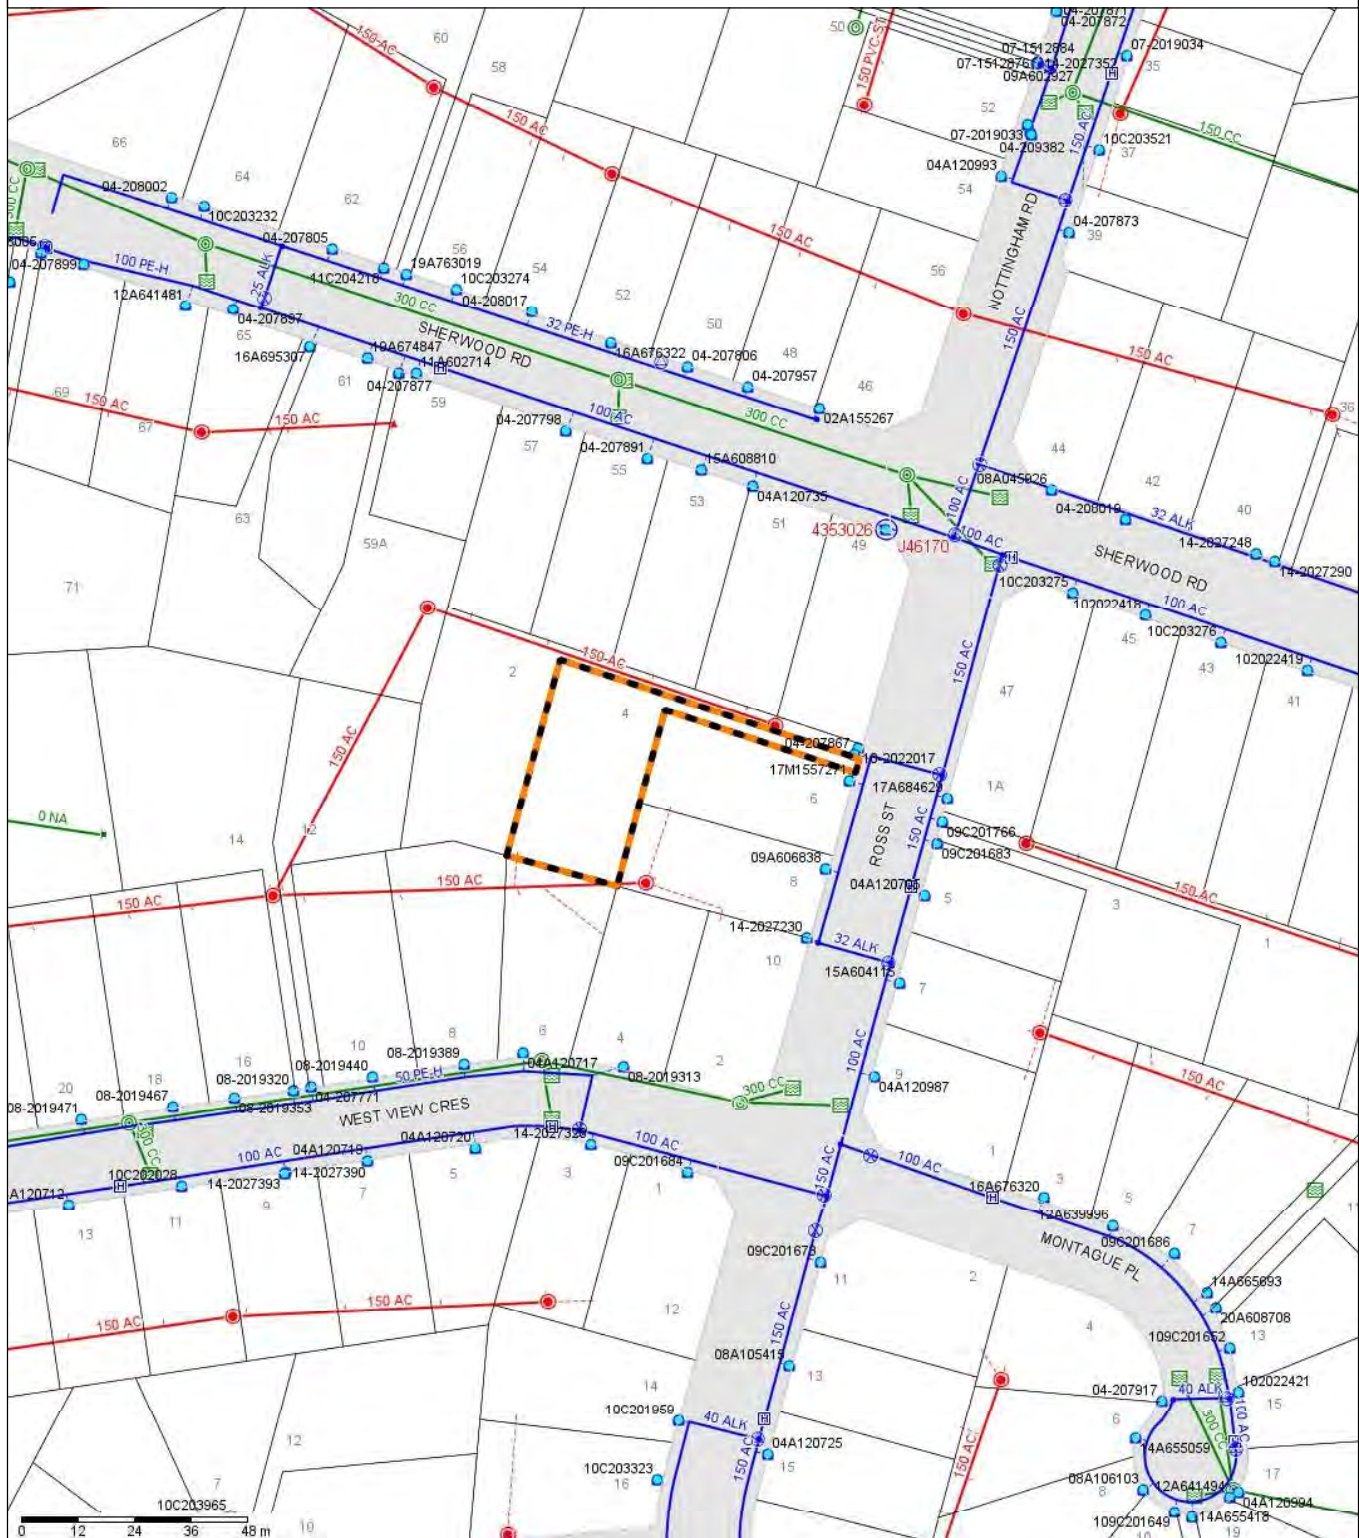 04-207871
04-207872
150 AC
60
58
50
150 PVC-ST
07-1512884
07-2019034
14-2027352
09A602927
35
52
150 CC
07-2019033
04-209382
150 AC
10C203521
37
66
150 AC
04A120993
54
04-208002
64
10C203232
62
NOTTINGHAM RD
04-207873
39
300 CC
04-207805
150 AC
56
19A763019
54
10C203274
56
04-207899
100 PE-H
25 ALK
11C204218
300 CC
04-208017
52
12A641481
04-207897
32 PE-H
50
150 AC
65
SHERWOOD RD
16A676322
04-207806
48
150 AC
16A695307
19A674847
11A602714
61
04-207877
59
04-207957
46
69
150 AC
150 AC
67
100 AC
300 CC
02A155267
36
04-207798
57
04-207891
55
15A608810
44
53
04A120735
08A045926
42
51
100 AC
04-208019
40
63
32 ALK
4353026
49
J46170
100 AC
14-2027248
59A
SHERWOOD RD
14-2027290
71
10C203275
102022418
100 AC
45
10C203276
43
102022419
150 AC
2
150 AC
47
41
4
150 AC
04-207867
10-2022017
17M1557271
17A684629
1A
6
0 NA
14
12
ROSS ST
150 AC
09C201766
09C201683
09A606838
8
04A120705
150 AC
150 AC
5
3
150 AC
14-2027230
32 ALK
1
10
15A604115
7
100 AC
8
6
4
2
10
08-2019389
04A120717
16
08-2019440
08-2019313
9
04A120987
150 AC
18
08-2019320
50 PE-H
300 CC
20
08-2019467
04-207771
08-2019471
08-2019353
WEST VIEW CRES
300 CC
04A120720
14-2027328
100 AC
1
100 AC
04A120719
100 AC
10C202028
14-2027390
5
3
09C201684
150 AC
16A676320
3
A120712
14-2027393
7
1
12A639996
5
13
11
9
09C201686
7
MONTAGUE PL
09C201673
11
2
14A665693
150 AC
12
20A608708
150 AC
150 AC
4
109C201652
13
08A105415
13
14
04-207917
40 ALK
102022421
15
10C201959
40 ALK
6
300 CC
100 AC
12
04A120725
14A655059
150 AC
15
150 AC
17
10C203323
16
08A106103
8
12A641494
04A120994
7
10C203965
109C201649
14A655418
10
10
19
0 12 24 36 48 m